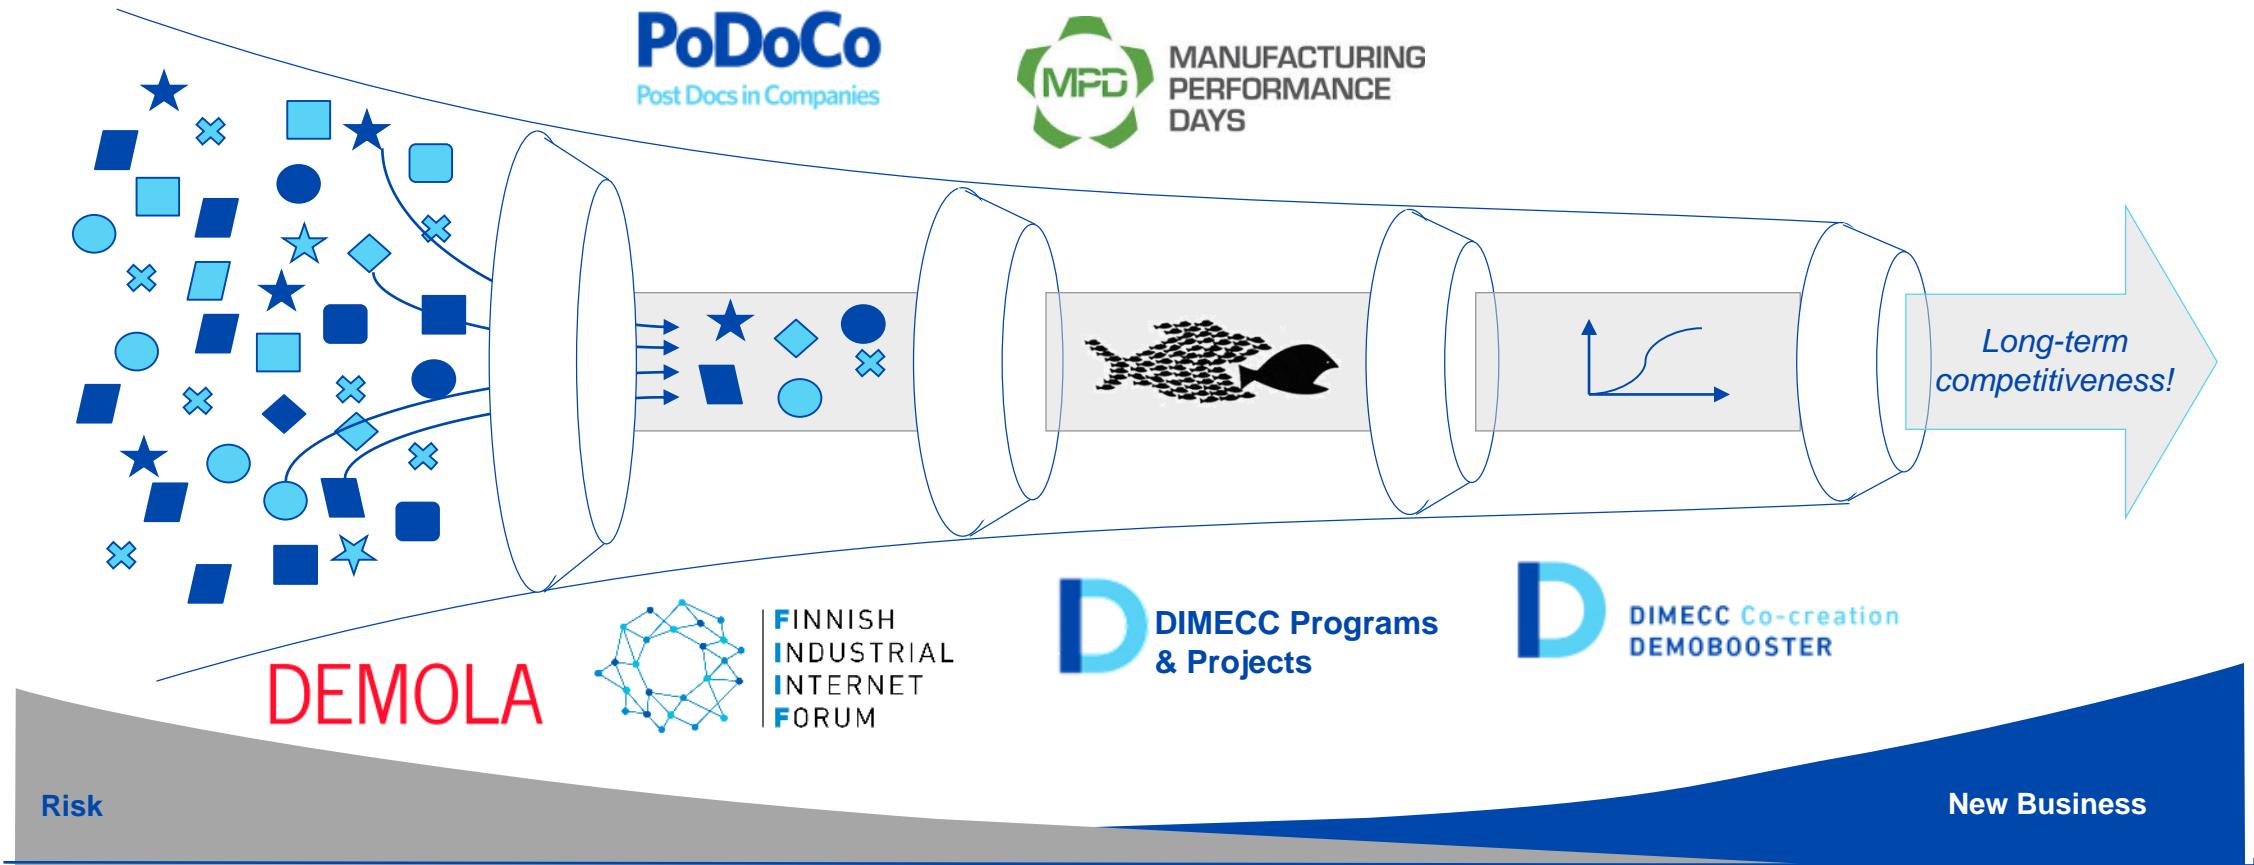 PoDoCo
Post Docs in Companies
MPD
MANUFACTURING
PERFORMANCE
DAYS
Long-term
competitiveness!
DEMOLA
FINNISH
INDUSTRIAL
INTERNET
FORUM
DIMECC Programs
& Projects
DIMECC Co-creation
DEMOBOOSTER
Risk
New Business